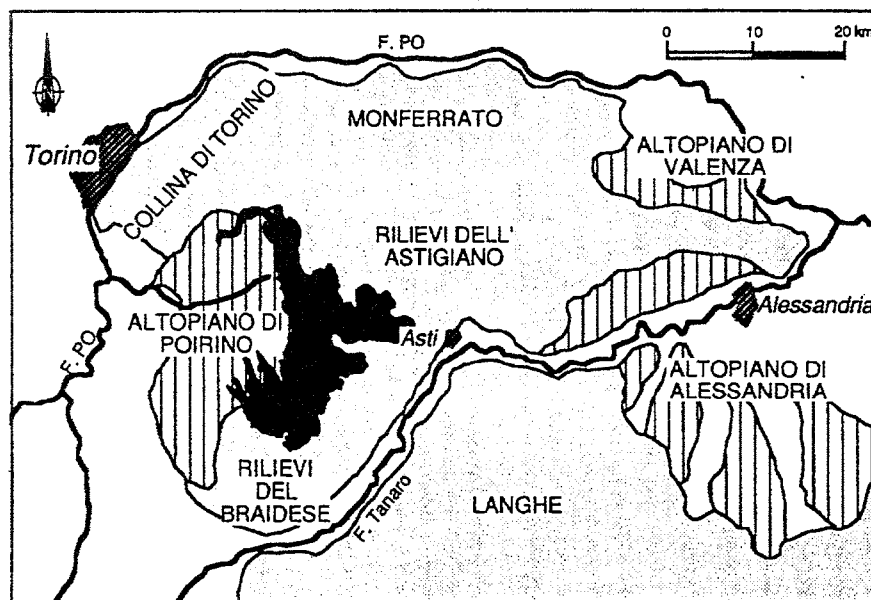 F. PO
0 10 20 km
MONFERRATO
Torino
COLLINA DI TORINO
ALTOPIANO DI
VALENZA
RILIEVI DELL'
ASTIGIANO
ALTOPIANO DI
POIRINO
Asti
Alessandria
F. PO
ALTOPIANO DI
ALESSANDRIA
RILIEVI
DEL
BRAIDESE
F. Tanaro
LANGHE